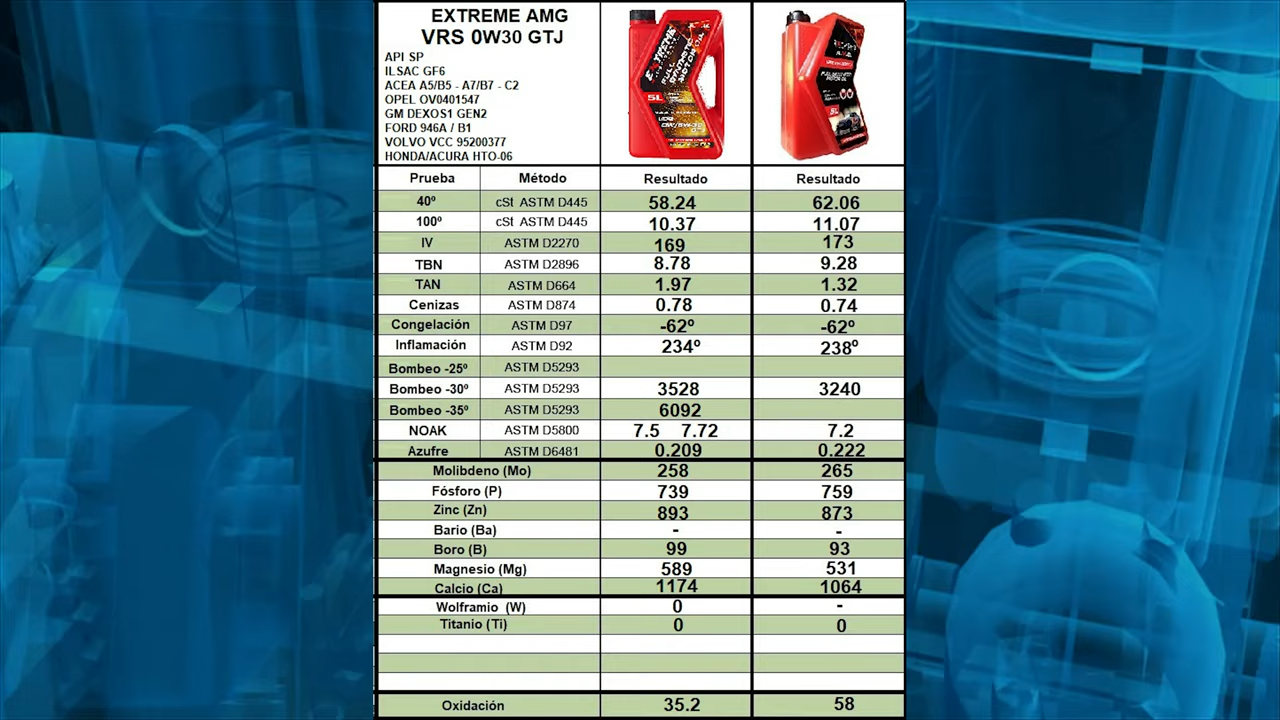 EXTREME AMG
VRS 0W30 GTJ
API SP
ILSAC GF6
ACEA A5/B5 - A7/B7 - C2
OPEL OV0401547
GM DEXOS1 GEN2
FORD 946A / B1
VOLVO VCC 95200377
HONDA/ACURA HTO-06
EXTREME
FULL
SYNTHETIC
MOTOR OIL
5L
Prueba Método Resultado Resultado
40º cSt ASTM D445 58.24 62.06
100º cSt ASTM D445 10.37 11.07
IV ASTM D2270 169 173
TBN ASTM D2896 8.78 9.28
TAN ASTM D664 1.97 1.32
Cenizas ASTM D874 0.78 0.74
Congelación ASTM D97 -62º -62º
Inflamación ASTM D92 234º 238º
Bombeo -25º ASTM D5293
Bombeo -30º ASTM D5293 3528 3240
Bombeo -35º ASTM D5293 6092
NOAK ASTM D5800 7.5 7.72 7.2
Azufre ASTM D6481 0.209 0.222
Molibdeno (Mo) 258 265
Fósforo (P) 739 759
Zinc (Zn) 893 873
Bario (Ba) - -
Boro (B) 99 93
Magnesio (Mg) 589 531
Calcio (Ca) 1174 1064
Wolframio (W) 0 -
Titanio (Ti) 0 0
Oxidación 35.2 58